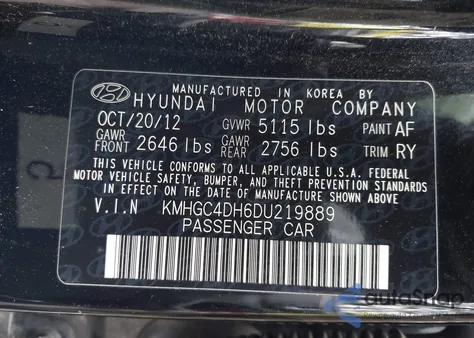 MANUFACTURED IN KOREA BY
HYUNDAI MOTOR COMPANY
OCT/20/12 GVWR 5115 lbs PAINT AF
GAWR FRONT 2646 lbs GAWR REAR 2756 lbs TRIM RY
THIS VEHICLE CONFORMS TO ALL APPLICABLE U.S.A. FEDERAL
MOTOR VEHICLE SAFETY, BUMPER, AND THEFT PREVENTION STANDARDS
IN EFFECT ON THE DATE OF MANUFACTURE SHOWN ABOVE
V.I.N KMHGC4DH6DU219889
PASSENGER CAR
autosnap